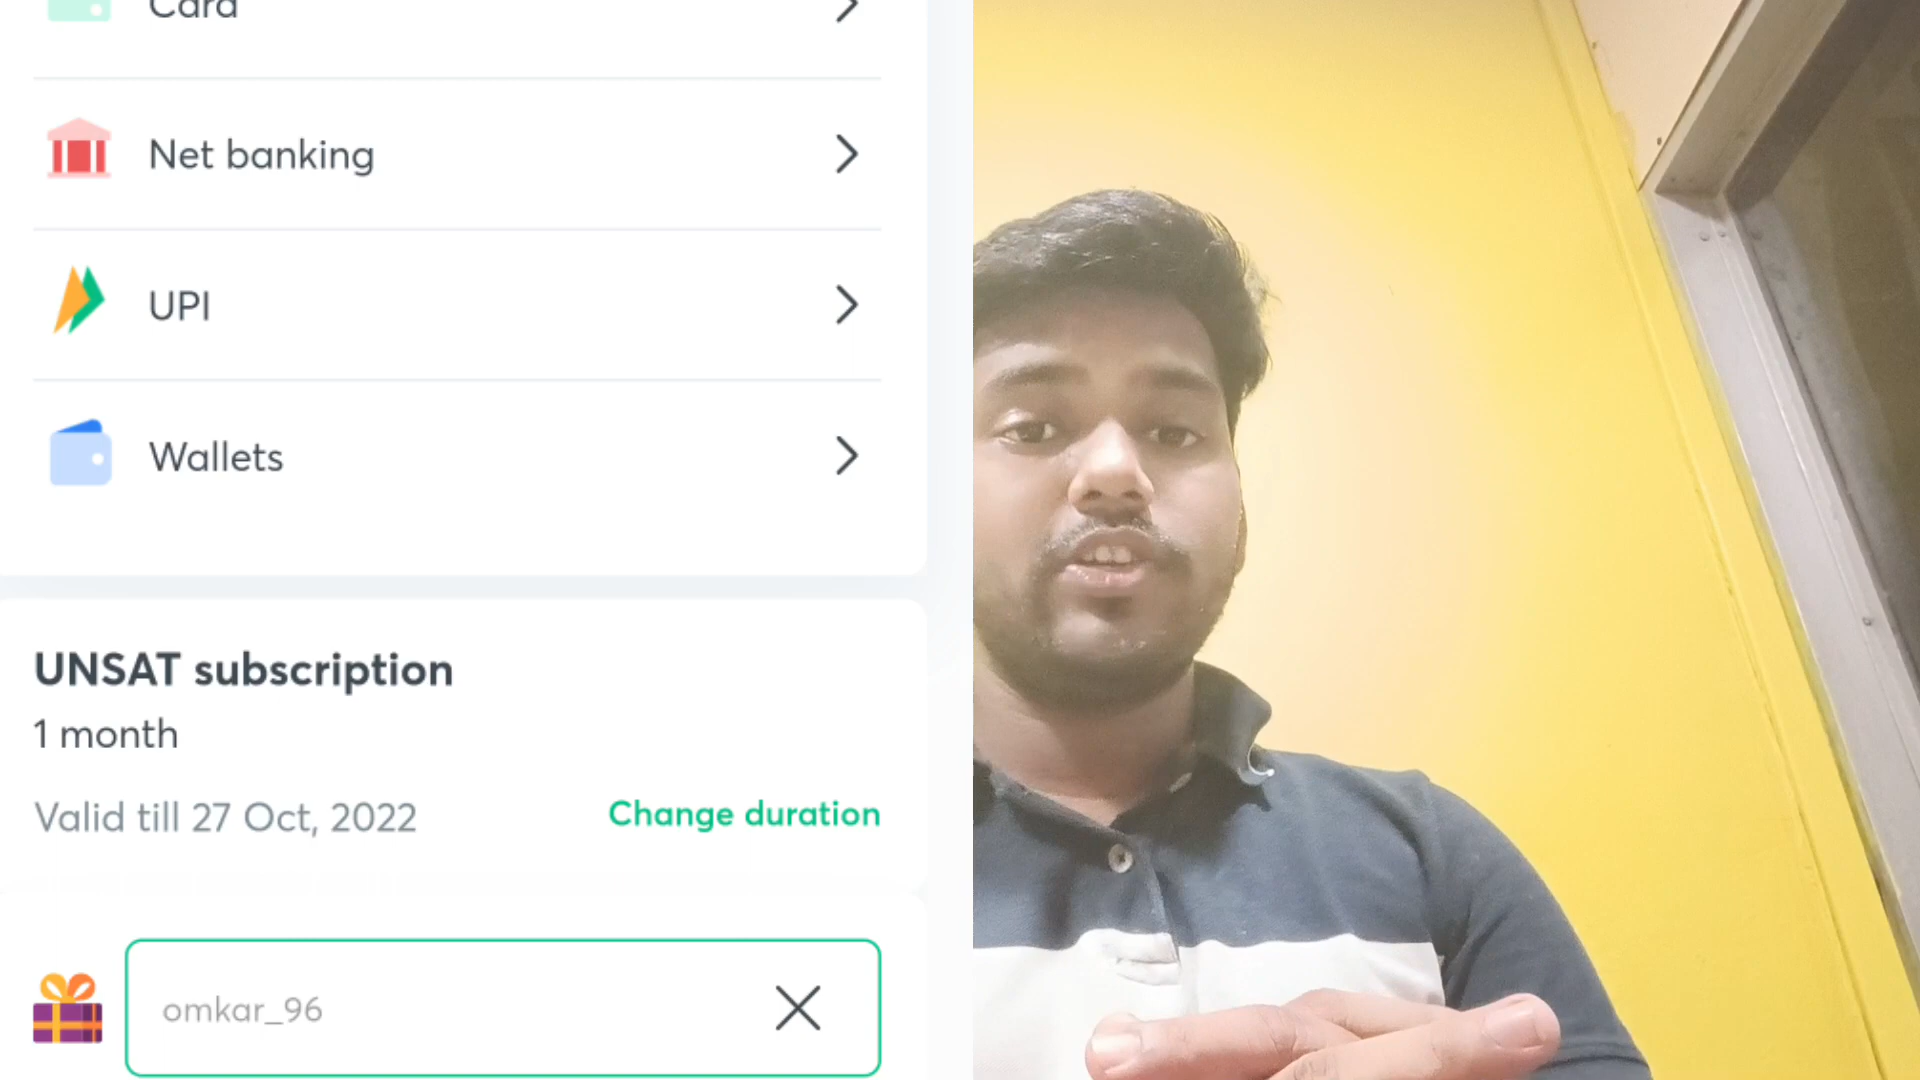 Card
Net banking
UPI
Wallets
UNSAT subscription
1 month
Valid till 27 Oct, 2022
Change duration
omkar_96